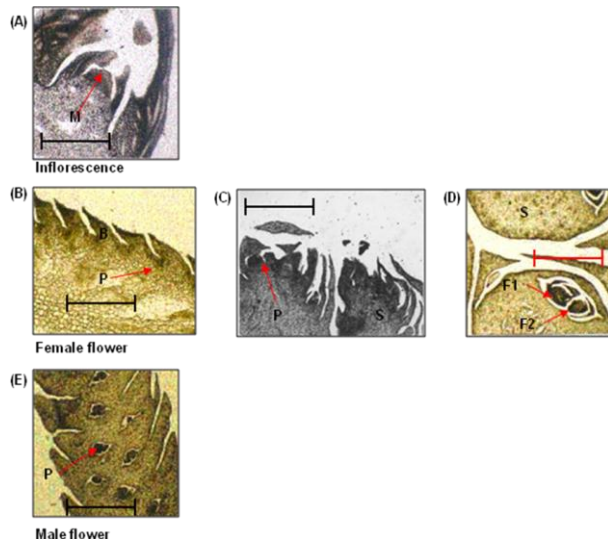 (A)
M
Inflorescence
(B)
B
P
Female flower
(C)
P
S
(D)
S
F1
F2
(E)
P
Male flower